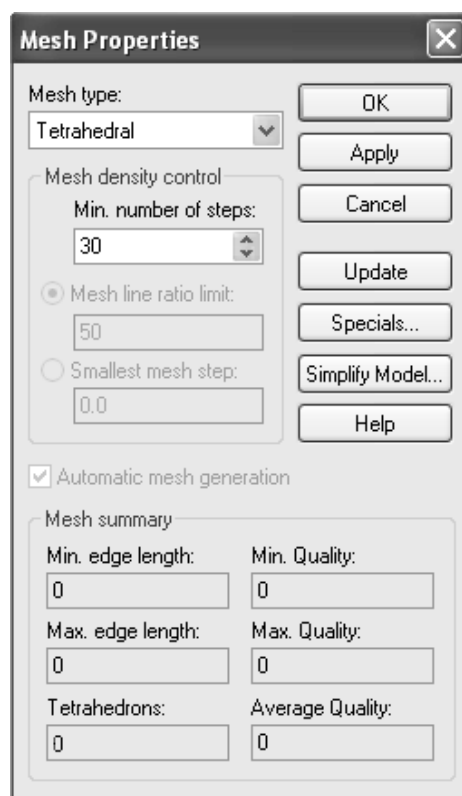 Mesh Properties
Mesh type:
Tetrahedral
Mesh density control
Min. number of steps:
30
Mesh line ratio limit:
50
Smallest mesh step:
0.0
OK
Apply
Cancel
Update
Specials...
Simplify Model...
Help
Automatic mesh generation
Mesh summary
Min. edge length: Min. Quality:
0 0
Max. edge length: Max. Quality:
0 0
Tetrahedrons: Average Quality:
0 0